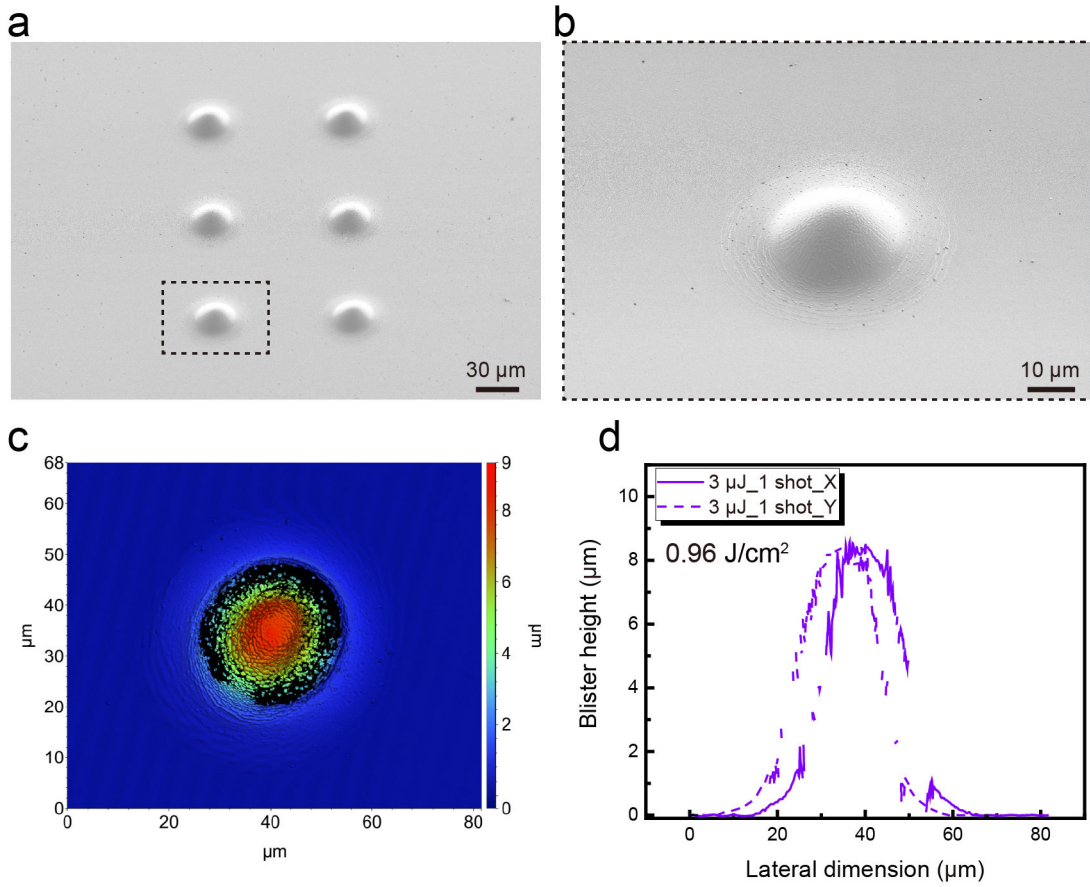 a
b
30 µm
10 µm
c
d
68
60
50
40
30
20
10
0
µm
0
20
40
60
80
µm
9
8
6
4
2
0
µm
3 µJ_1 shot_X
3 µJ_1 shot_Y
0.96 J/cm²
10
8
6
4
2
0
Blister height (µm)
0
20
40
60
80
Lateral dimension (µm)